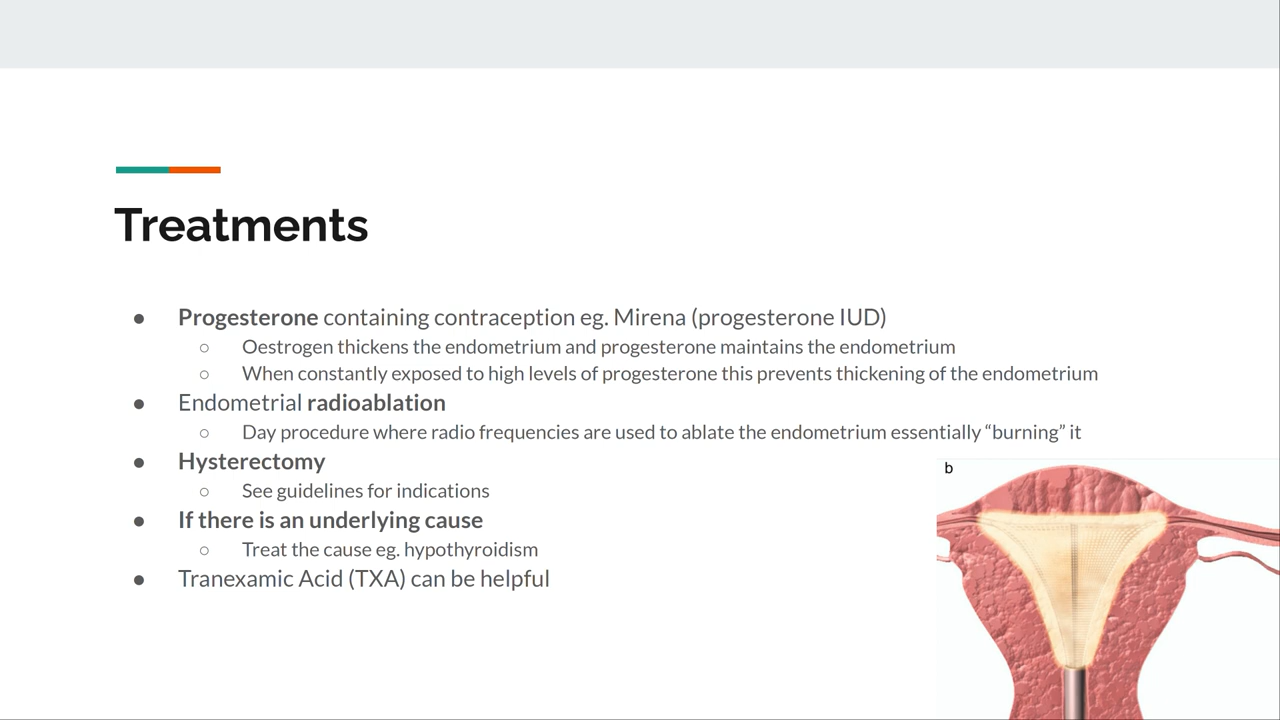 Treatments
● Progesterone containing contraception eg. Mirena (progesterone IUD)
○ Oestrogen thickens the endometrium and progesterone maintains the endometrium
○ When constantly exposed to high levels of progesterone this prevents thickening of the endometrium
● Endometrial radioablation
○ Day procedure where radio frequencies are used to ablate the endometrium essentially “burning” it
● Hysterectomy
○ See guidelines for indications
● If there is an underlying cause
○ Treat the cause eg. hypothyroidism
● Tranexamic Acid (TXA) can be helpful
b